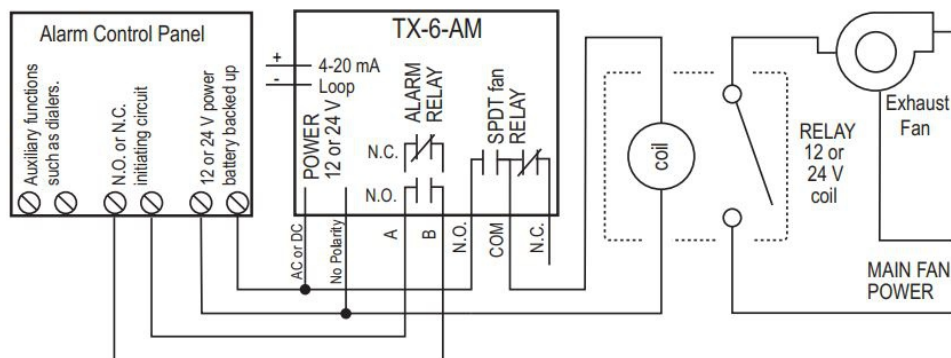 Alarm Control Panel
Auxiliary functions
such as dialers.
N.O. or N.C.
initiating circuit
12 or 24 V power
battery backed up
TX-6-AM
+
-
4-20 mA
Loop
POWER
12 or 24 V
ALARM
RELAY
N.C.
N.O.
SPDT fan
RELAY
AC or DC
No Polarity
A
B
N.O.
COM
N.C.
coil
RELAY
12 or
24 V
coil
Exhaust
Fan
MAIN FAN
POWER